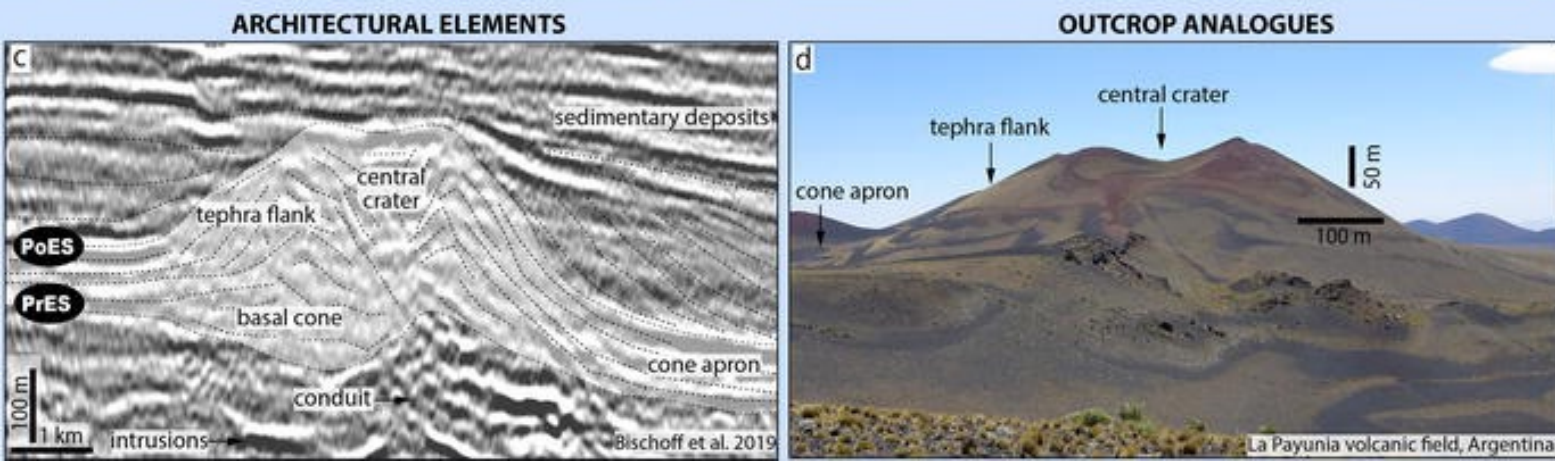 ARCHITECTURAL ELEMENTS
OUTCROP ANALOGUES
c
sedimentary deposits
central
crater
tephra flank
PoES
PrES
basal cone
cone apron
conduit
100 m
1 km
intrusions
Bischoff et al. 2019
d
central crater
tephra flank
50 m
cone apron
100 m
La Payunia volcanic field, Argentina